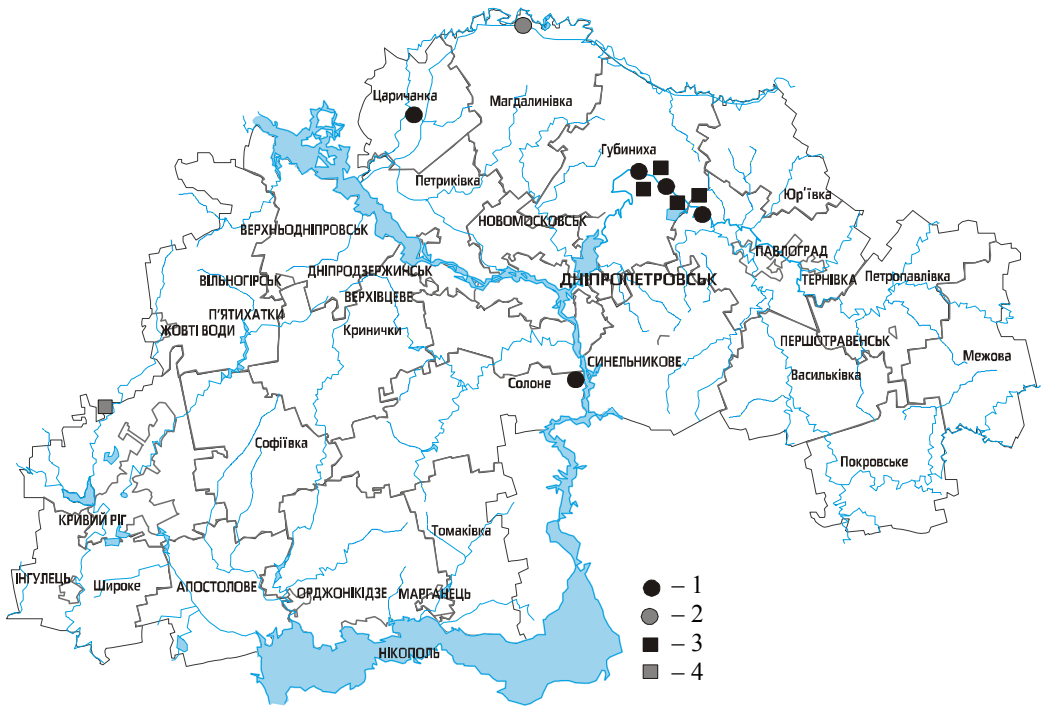 Царичанка
Магдалинівка
Губиниха
Петриківка
Юр'ївка
НОВОМОСКОВСЬК
ВЕРХНЬОДНІПРОВСЬК
ПАВЛОГРАД
ДНІПРОДЗЕРЖИНСЬК
ДНІПРОПЕТРОВСЬК
ТЕРНІВКА
Петропавлівка
ВІЛЬНОГІРСЬК
ВЕРХІВЦЕВЕ
П'ЯТИХАТКИ
ЖОВТІ ВОДИ
Кринички
ПЕРШОТРАВЕНСЬК
Межова
СИНЕЛЬНИКОВЕ
Васильківка
Солоне
Софіївка
Покровське
КРИВИЙ РІГ
Томаківка
ІНГУЛЕЦЬ
Широке
АПОСТОЛОВЕ
ОРДЖОНІКІДЗЕ
МАРГАНЕЦЬ
НІКОПОЛЬ
– 1
– 2
– 3
– 4